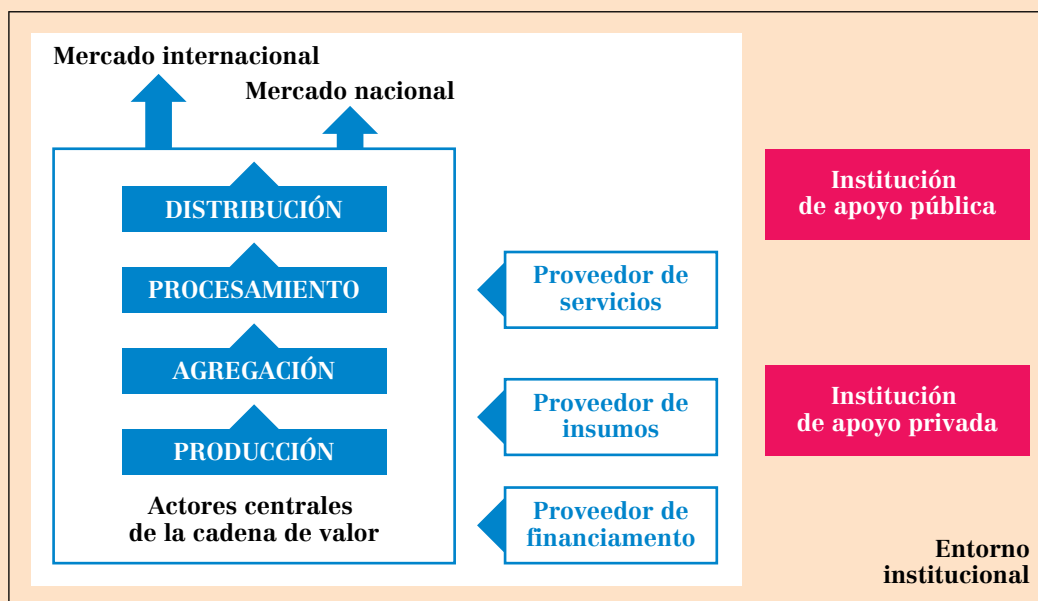 Mercado internacional
Mercado nacional
DISTRIBUCIÓN
PROCESAMIENTO
AGREGACIÓN
PRODUCCIÓN
Actores centrales
de la cadena de valor
Proveedor de
servicios
Proveedor de
insumos
Proveedor de
financiamento
Institución
de apoyo pública
Institución
de apoyo privada
Entorno
institucional